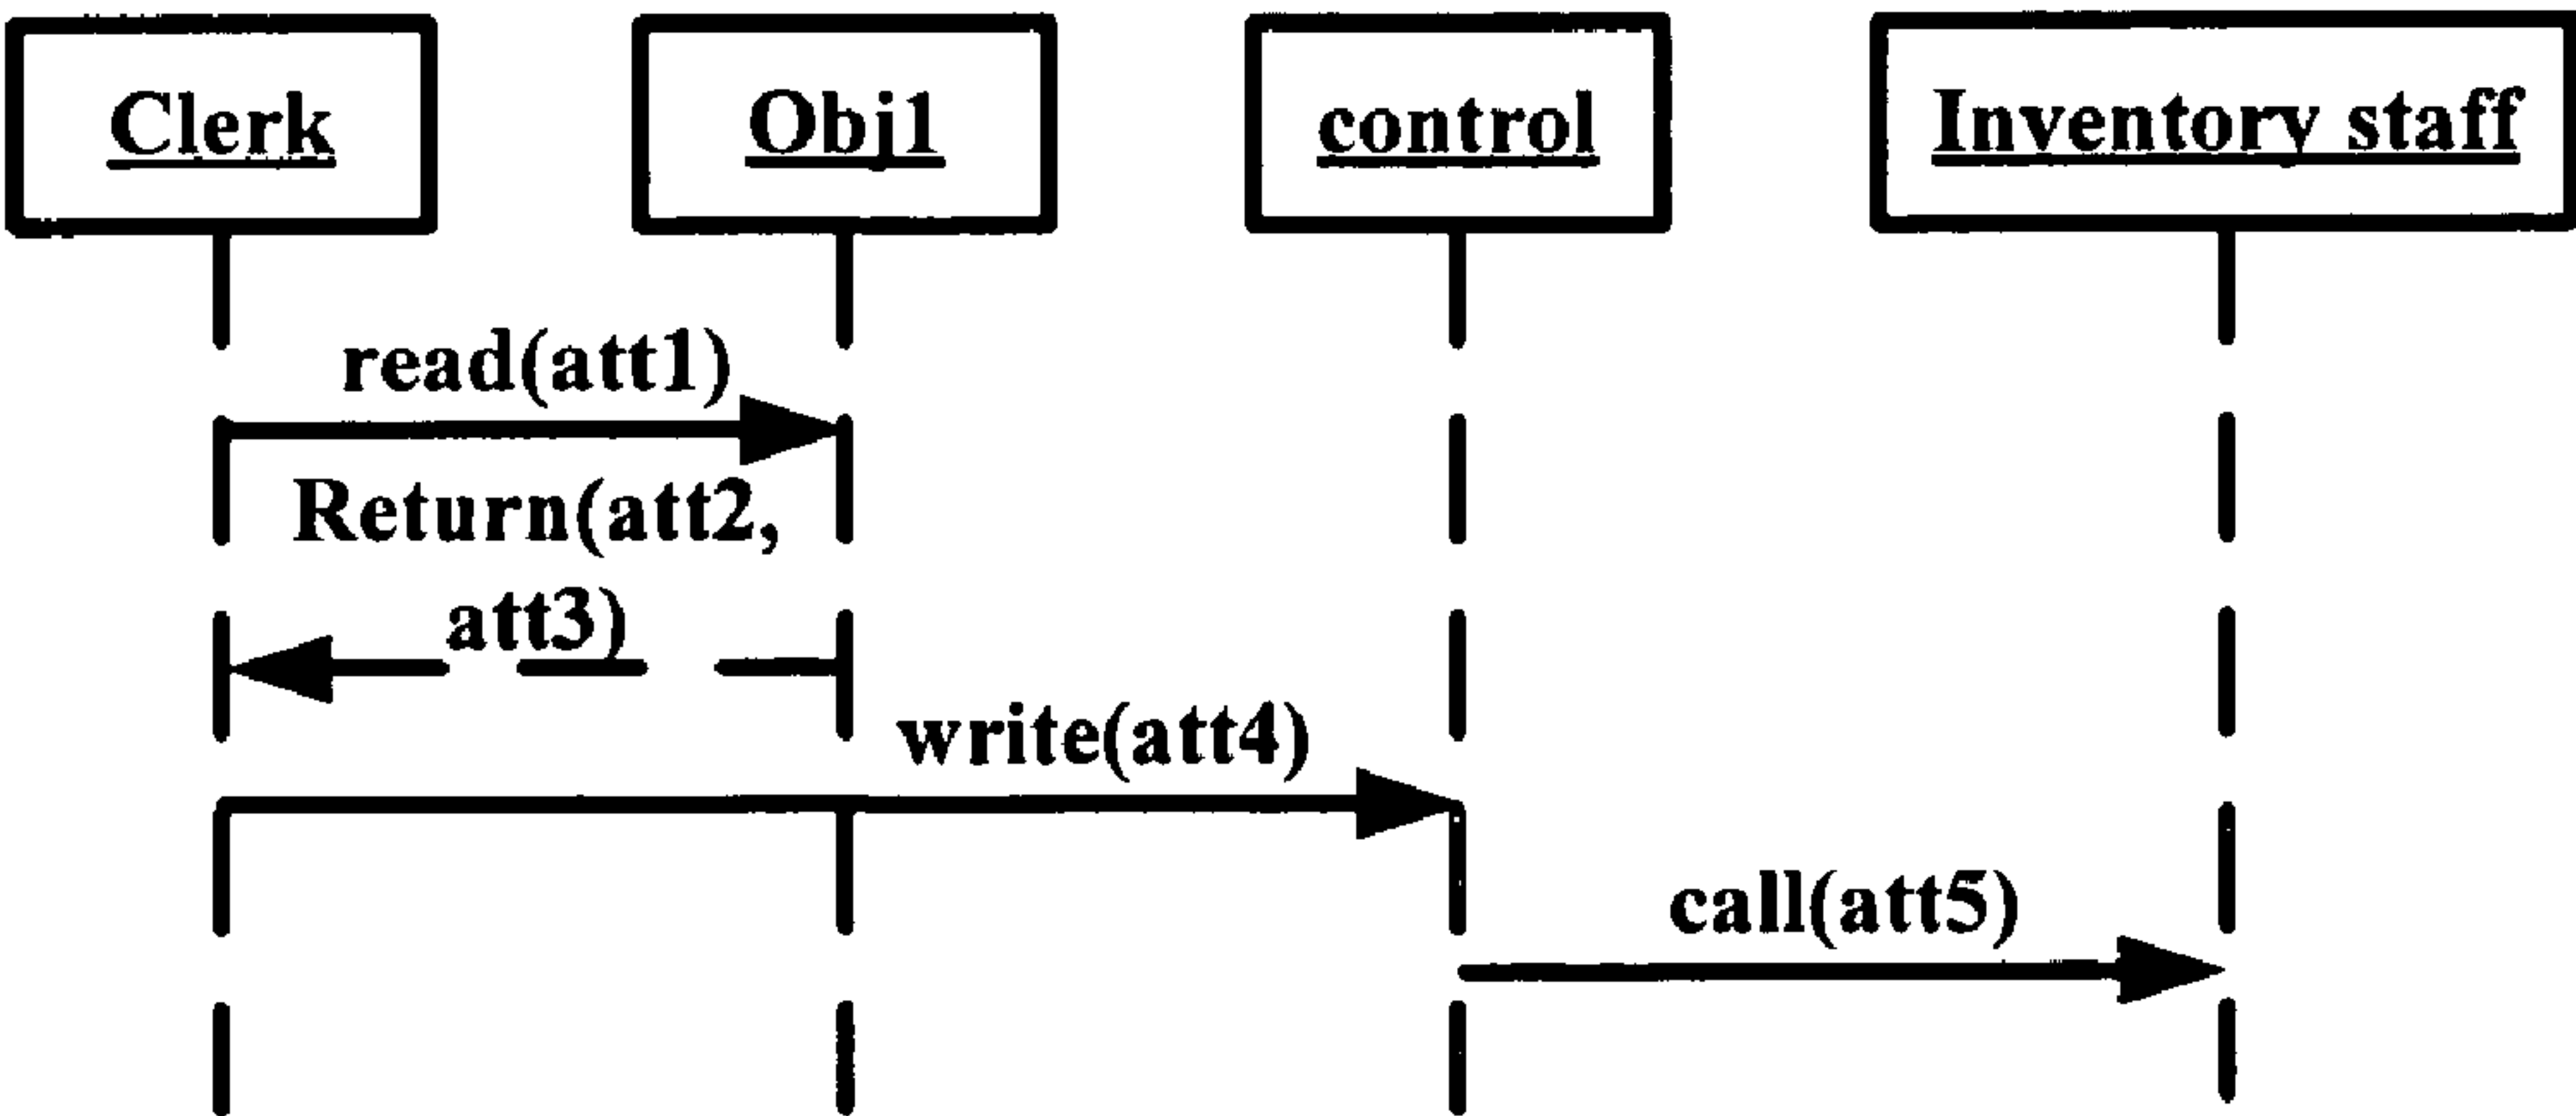 Clerk
Obj1
control
Inventory staff
read(att1)
Return(att2,
att3)
write(att4)
call(att5)